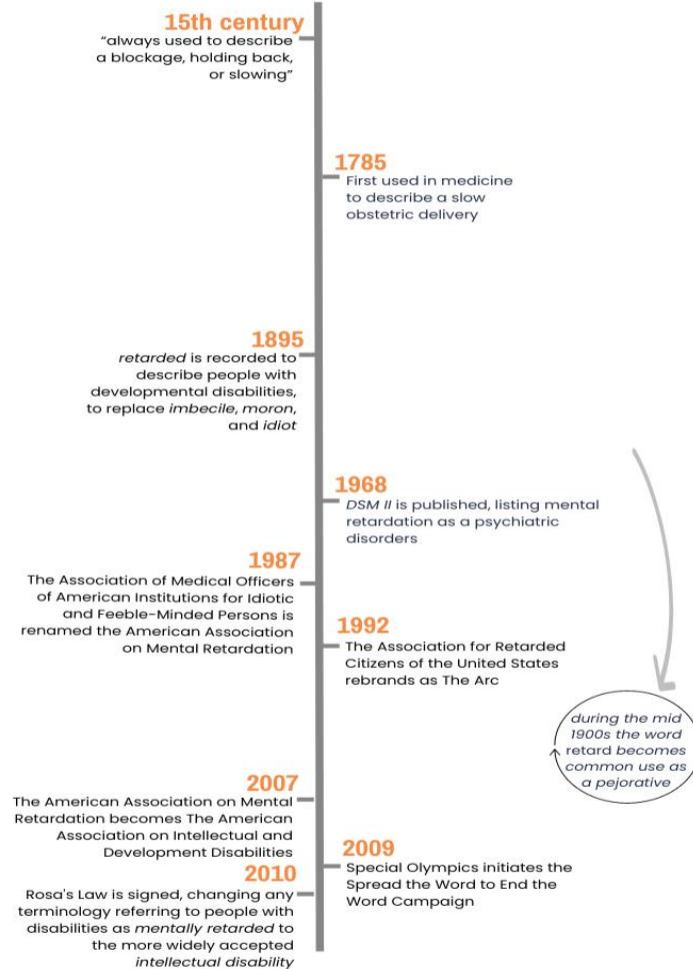 15th century
“always used to describe
a blockage, holding back,
or slowing”
1785
First used in medicine
to describe a slow
obstetric delivery
1895
retarded is recorded to
describe people with
developmental disabilities,
to replace imbecile, moron,
and idiot
1968
DSM II is published, listing mental
retardation as a psychiatric
disorders
1987
The Association of Medical Officers
of American Institutions for Idiotic
and Feeble-Minded Persons is
renamed the American Association
on Mental Retardation
1992
The Association for Retarded
Citizens of the United States
rebrands as The Arc
during the mid
1900s the word
retard becomes
common use as
a pejorative
2007
The American Association on Mental
Retardation becomes The American
Association on Intellectual and
Development Disabilities
2009
Special Olympics initiates the
Spread the Word to End the
Word Campaign
2010
Rosa's Law is signed, changing any
terminology referring to people with
disabilities as mentally retarded to
the more widely accepted
intellectual disability